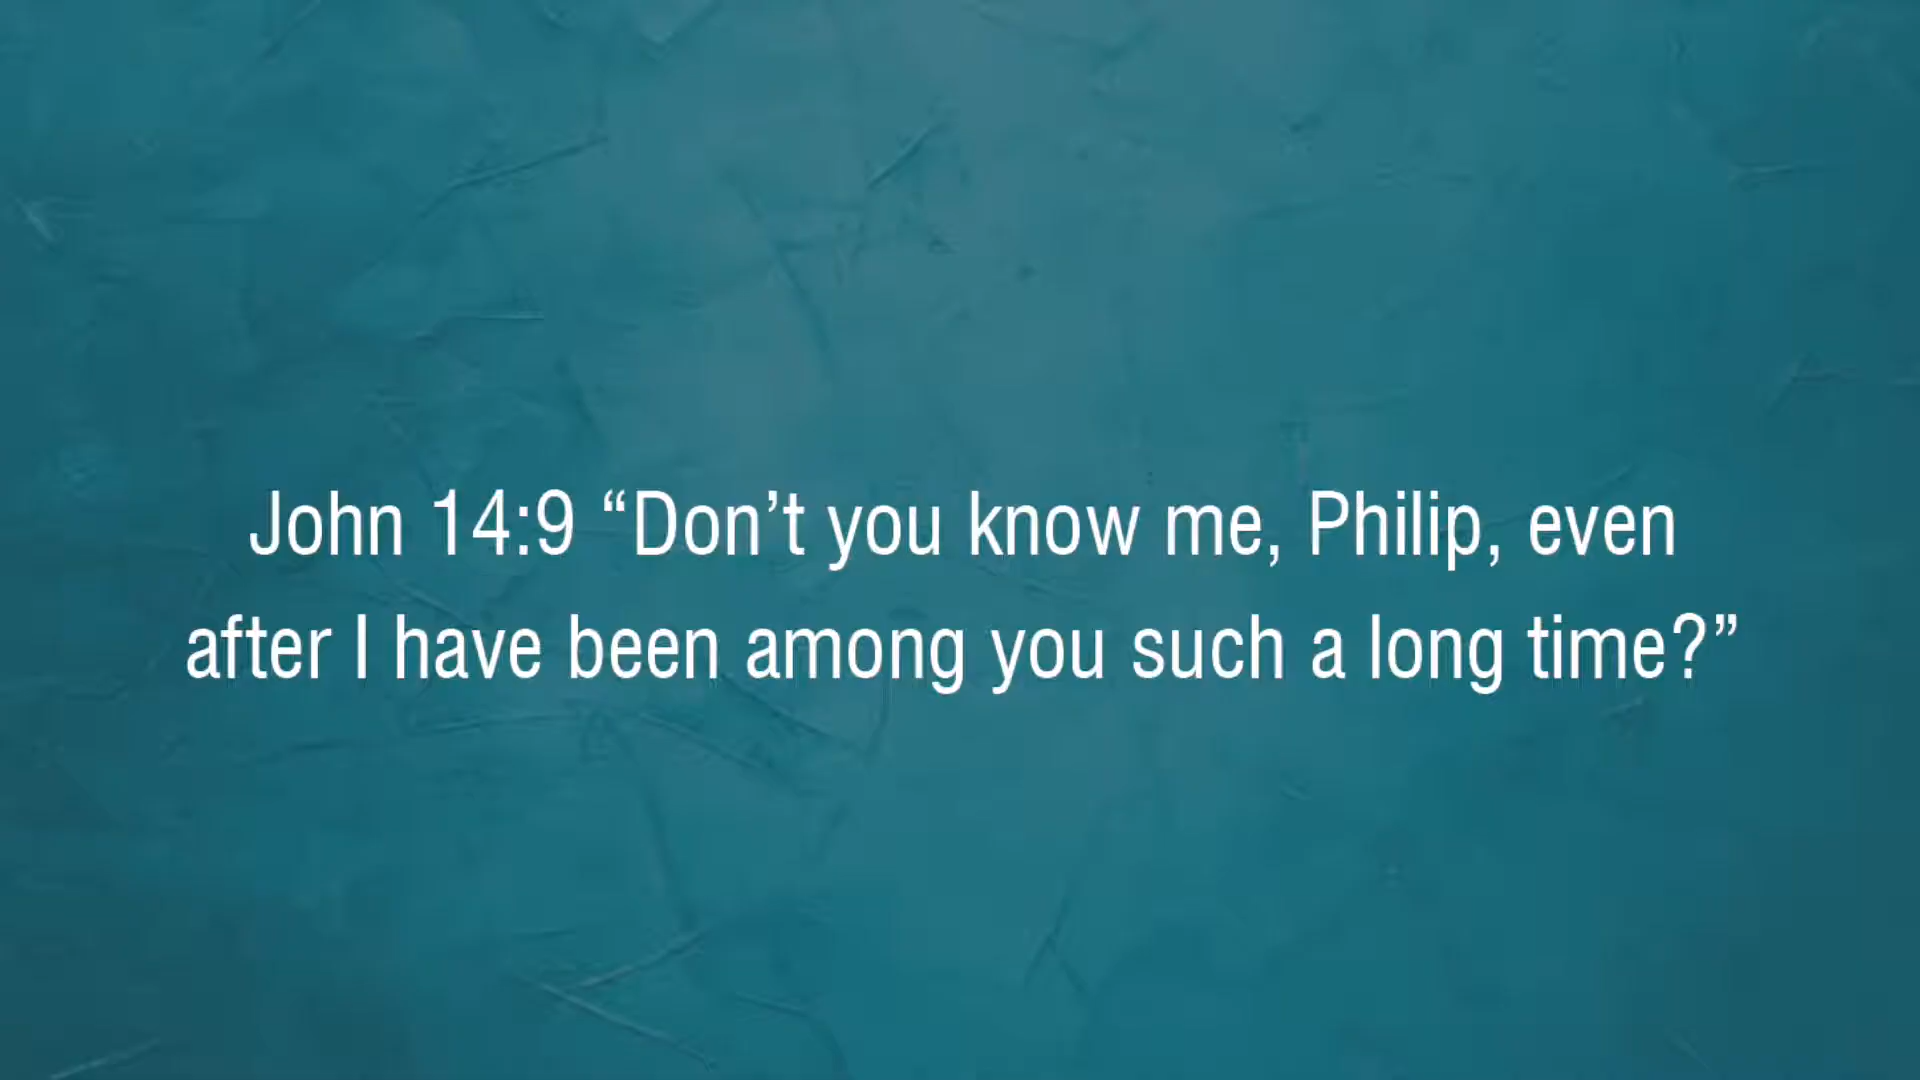 John 14:9 “Don’t you know me, Philip, even
after I have been among you such a long time?”